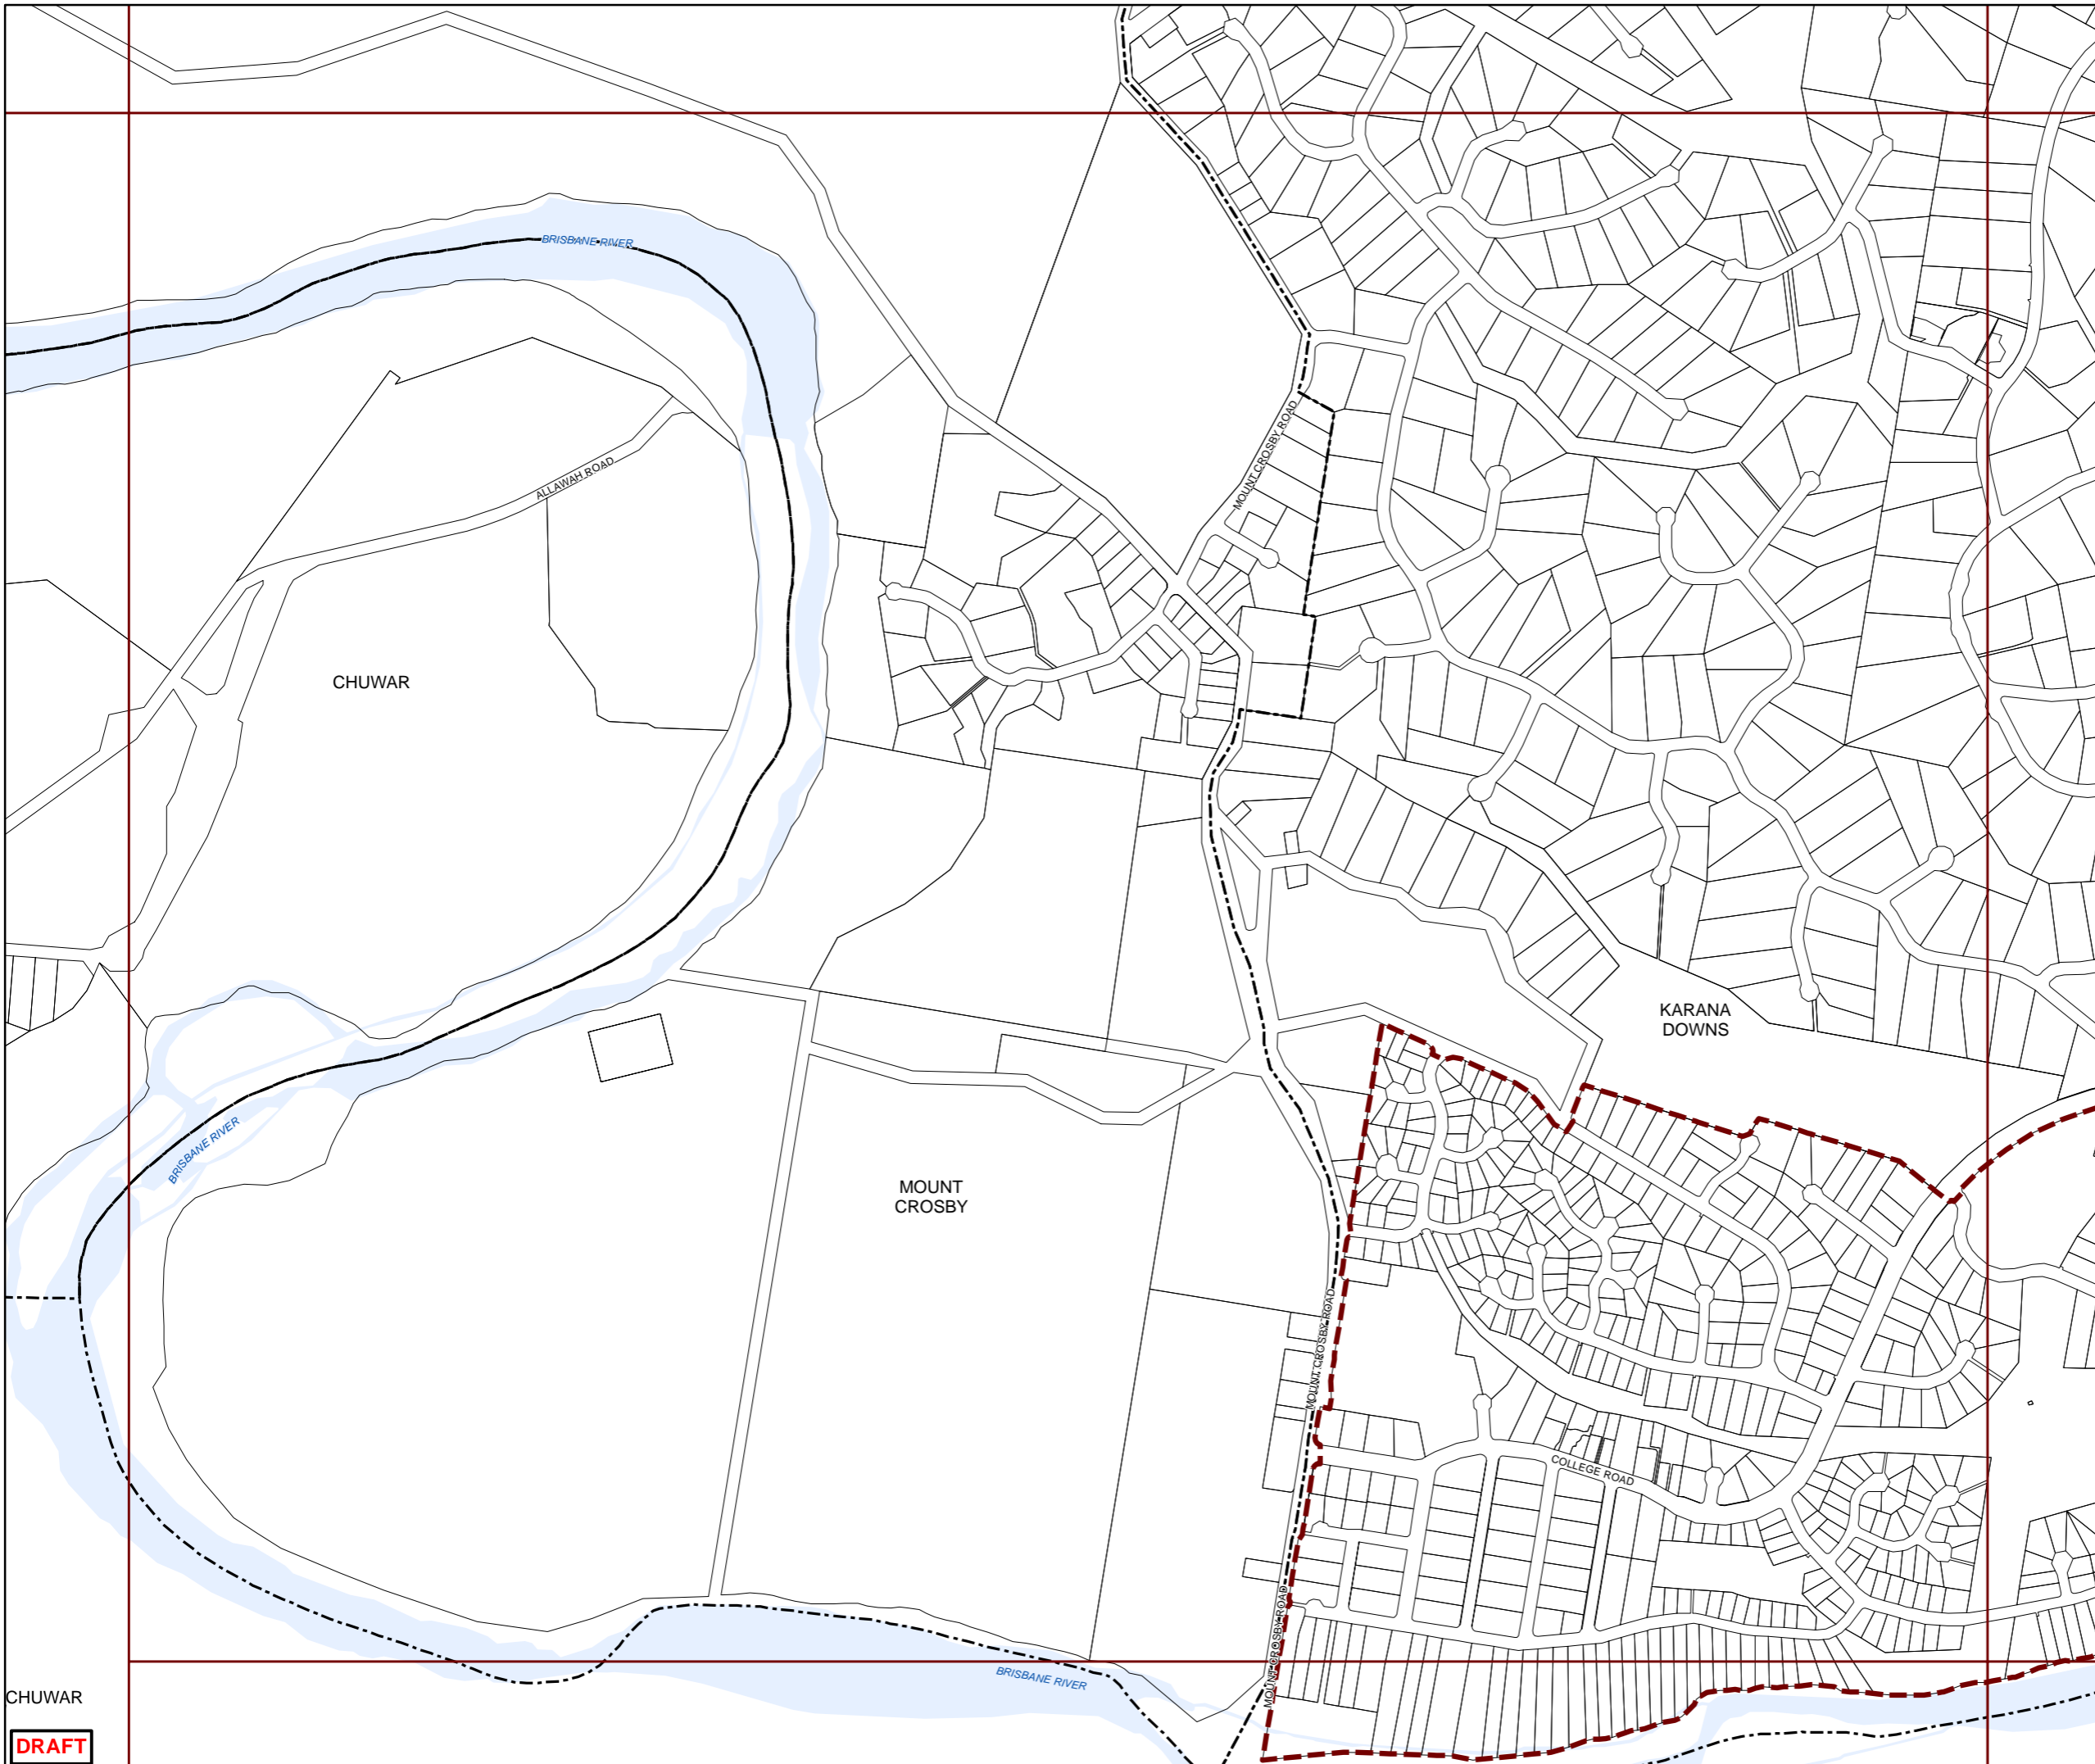 BRISBANE RIVER
MOUNT CROSBY ROAD
ALLAWAH ROAD
CHUWAR
KARANA
DOWNS
BRISBANE RIVER
MOUNT
CROSBY
MOUNT CROSBY ROAD
COLLEGE ROAD
MOUNT CROSBY ROAD
BRISBANE RIVER
CHUWAR
DRAFT